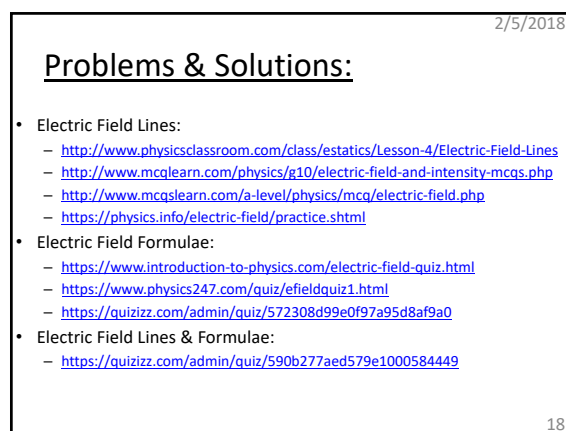 2/5/2018
Problems & Solutions:
• Electric Field Lines:
– http://www.physicsclassroom.com/class/estatics/Lesson-4/Electric-Field-Lines
– http://www.mcqlearn.com/physics/g10/electric-field-and-intensity-mcqs.php
– http://www.mcqslearn.com/a-level/physics/mcq/electric-field.php
– https://physics.info/electric-field/practice.shtml
• Electric Field Formulae:
– https://www.introduction-to-physics.com/electric-field-quiz.html
– https://www.physics247.com/quiz/efieldquiz1.html
– https://quizizz.com/admin/quiz/572308d99e0f97a95d8af9a0
• Electric Field Lines & Formulae:
– https://quizizz.com/admin/quiz/590b277aed579e1000584449
18